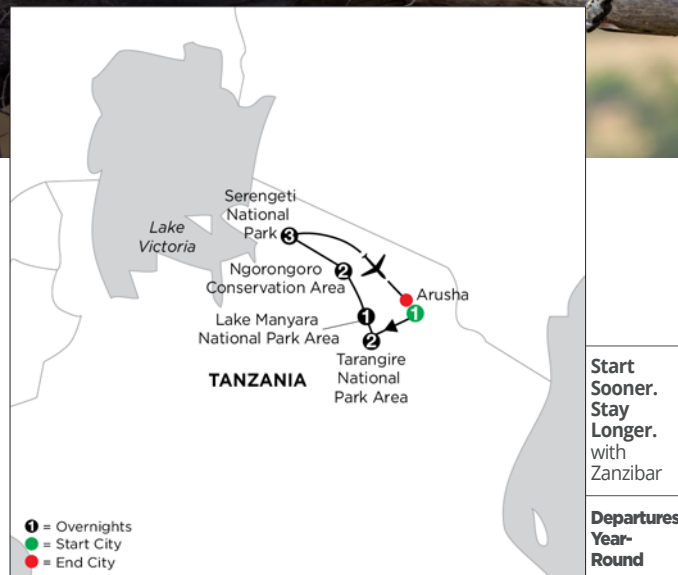 Serengeti
National
Park
3
Lake
Victoria
Ngorongoro
Conservation Area
2
Arusha
1
Lake Manyara
National Park Area
1
2
Tarangire
National
Park Area
TANZANIA
1 = Overnights
= Start City
= End City
Start
Sooner.
Stay
Longer.
with
Zanzibar
Departures
Year-
Round